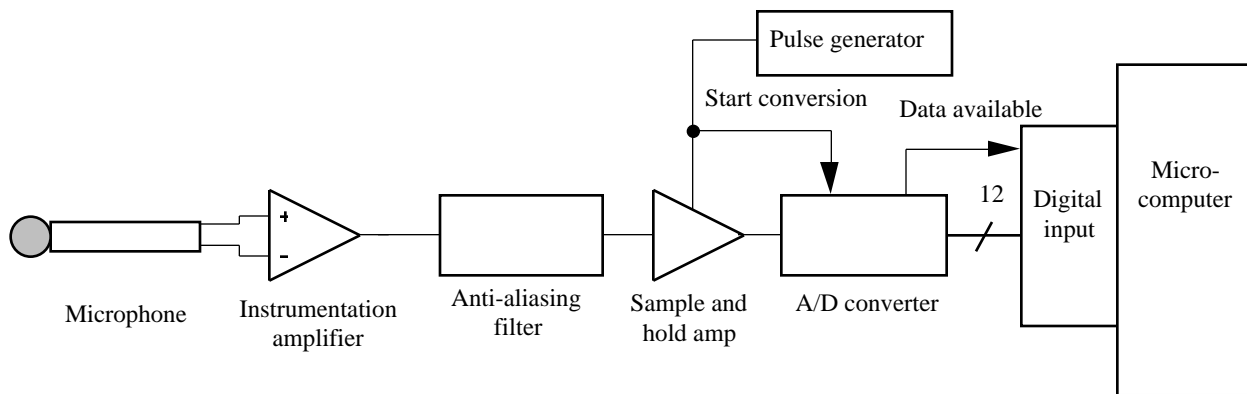 Pulse generator
Start conversion
Data available
Micro-
computer
12
Digital
input
+
-
Microphone
Instrumentation
amplifier
Anti-aliasing
filter
Sample and
hold amp
A/D converter